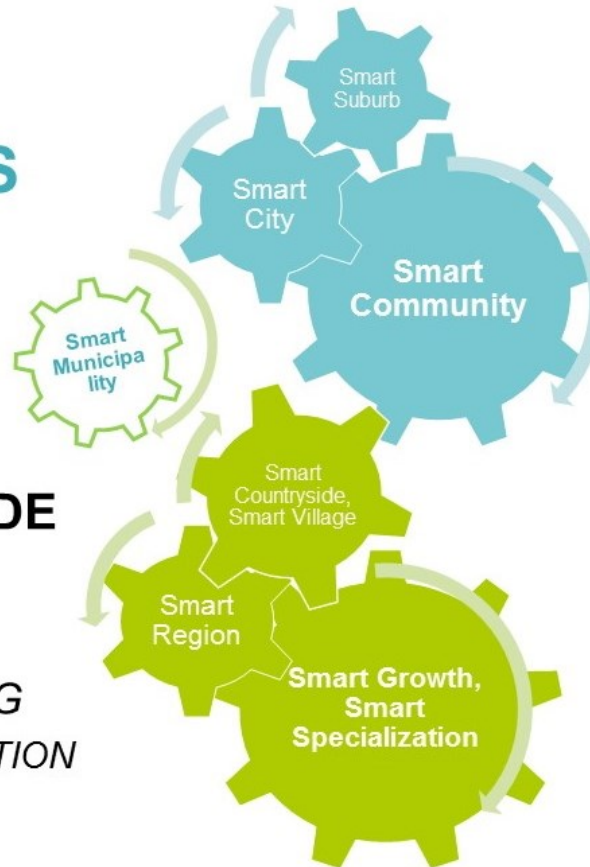 Smart
Suburb
S
Smart
City
Smart
Community
Smart
Municipa
lity
Smart
Countryside,
Smart Village
DE
Smart
Region
Smart Growth,
Smart
Specialization
G
TION